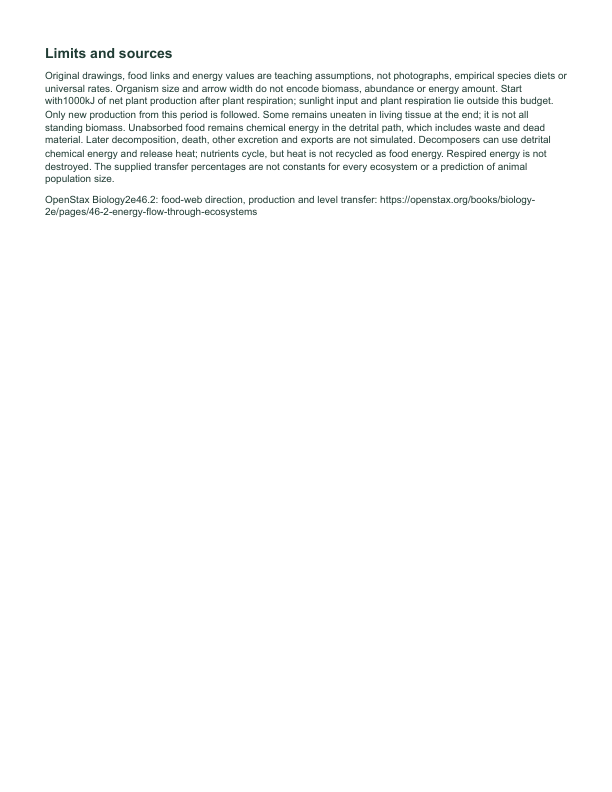 Limits and sources
Original drawings, food links and energy values are teaching assumptions, not photographs, empirical species diets or
universal rates. Organism size and arrow width do not encode biomass, abundance or energy amount. Start
with1000kJ of net plant production after plant respiration; sunlight input and plant respiration lie outside this budget.
Only new production from this period is followed. Some remains uneaten in living tissue at the end; it is not all
standing biomass. Unabsorbed food remains chemical energy in the detrital path, which includes waste and dead
material. Later decomposition, death, other excretion and exports are not simulated. Decomposers can use detrital
chemical energy and release heat; nutrients cycle, but heat is not recycled as food energy. Respired energy is not
destroyed. The supplied transfer percentages are not constants for every ecosystem or a prediction of animal
population size.
OpenStax Biology2e46.2: food-web direction, production and level transfer: https://openstax.org/books/biology-
2e/pages/46-2-energy-flow-through-ecosystems